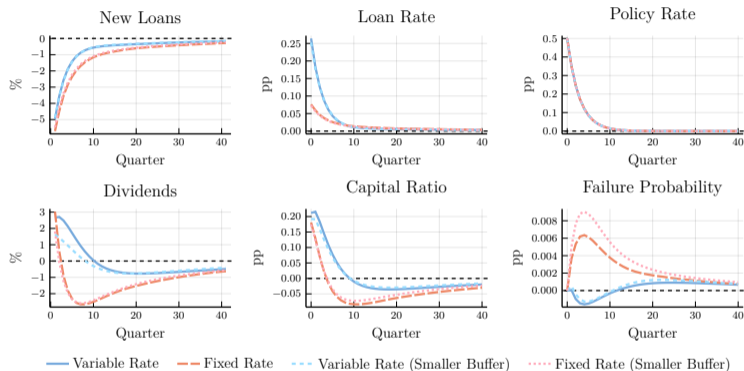 New Loans
Loan Rate
Policy Rate
%
0
−1
−2
−3
−4
−5
0 10 20 30 40
Quarter
pp
0.25
0.20
0.15
0.10
0.05
0.00
0 10 20 30 40
Quarter
pp
0.5
0.4
0.3
0.2
0.1
0.0
0 10 20 30 40
Quarter
Dividends
Capital Ratio
Failure Probability
%
3
2
1
0
−1
−2
0 10 20 30 40
Quarter
pp
0.20
0.15
0.10
0.05
0.00
−0.05
0 10 20 30 40
Quarter
pp
0.008
0.006
0.004
0.002
0.000
0 10 20 30 40
Quarter
Variable Rate Fixed Rate Variable Rate (Smaller Buffer) Fixed Rate (Smaller Buffer)